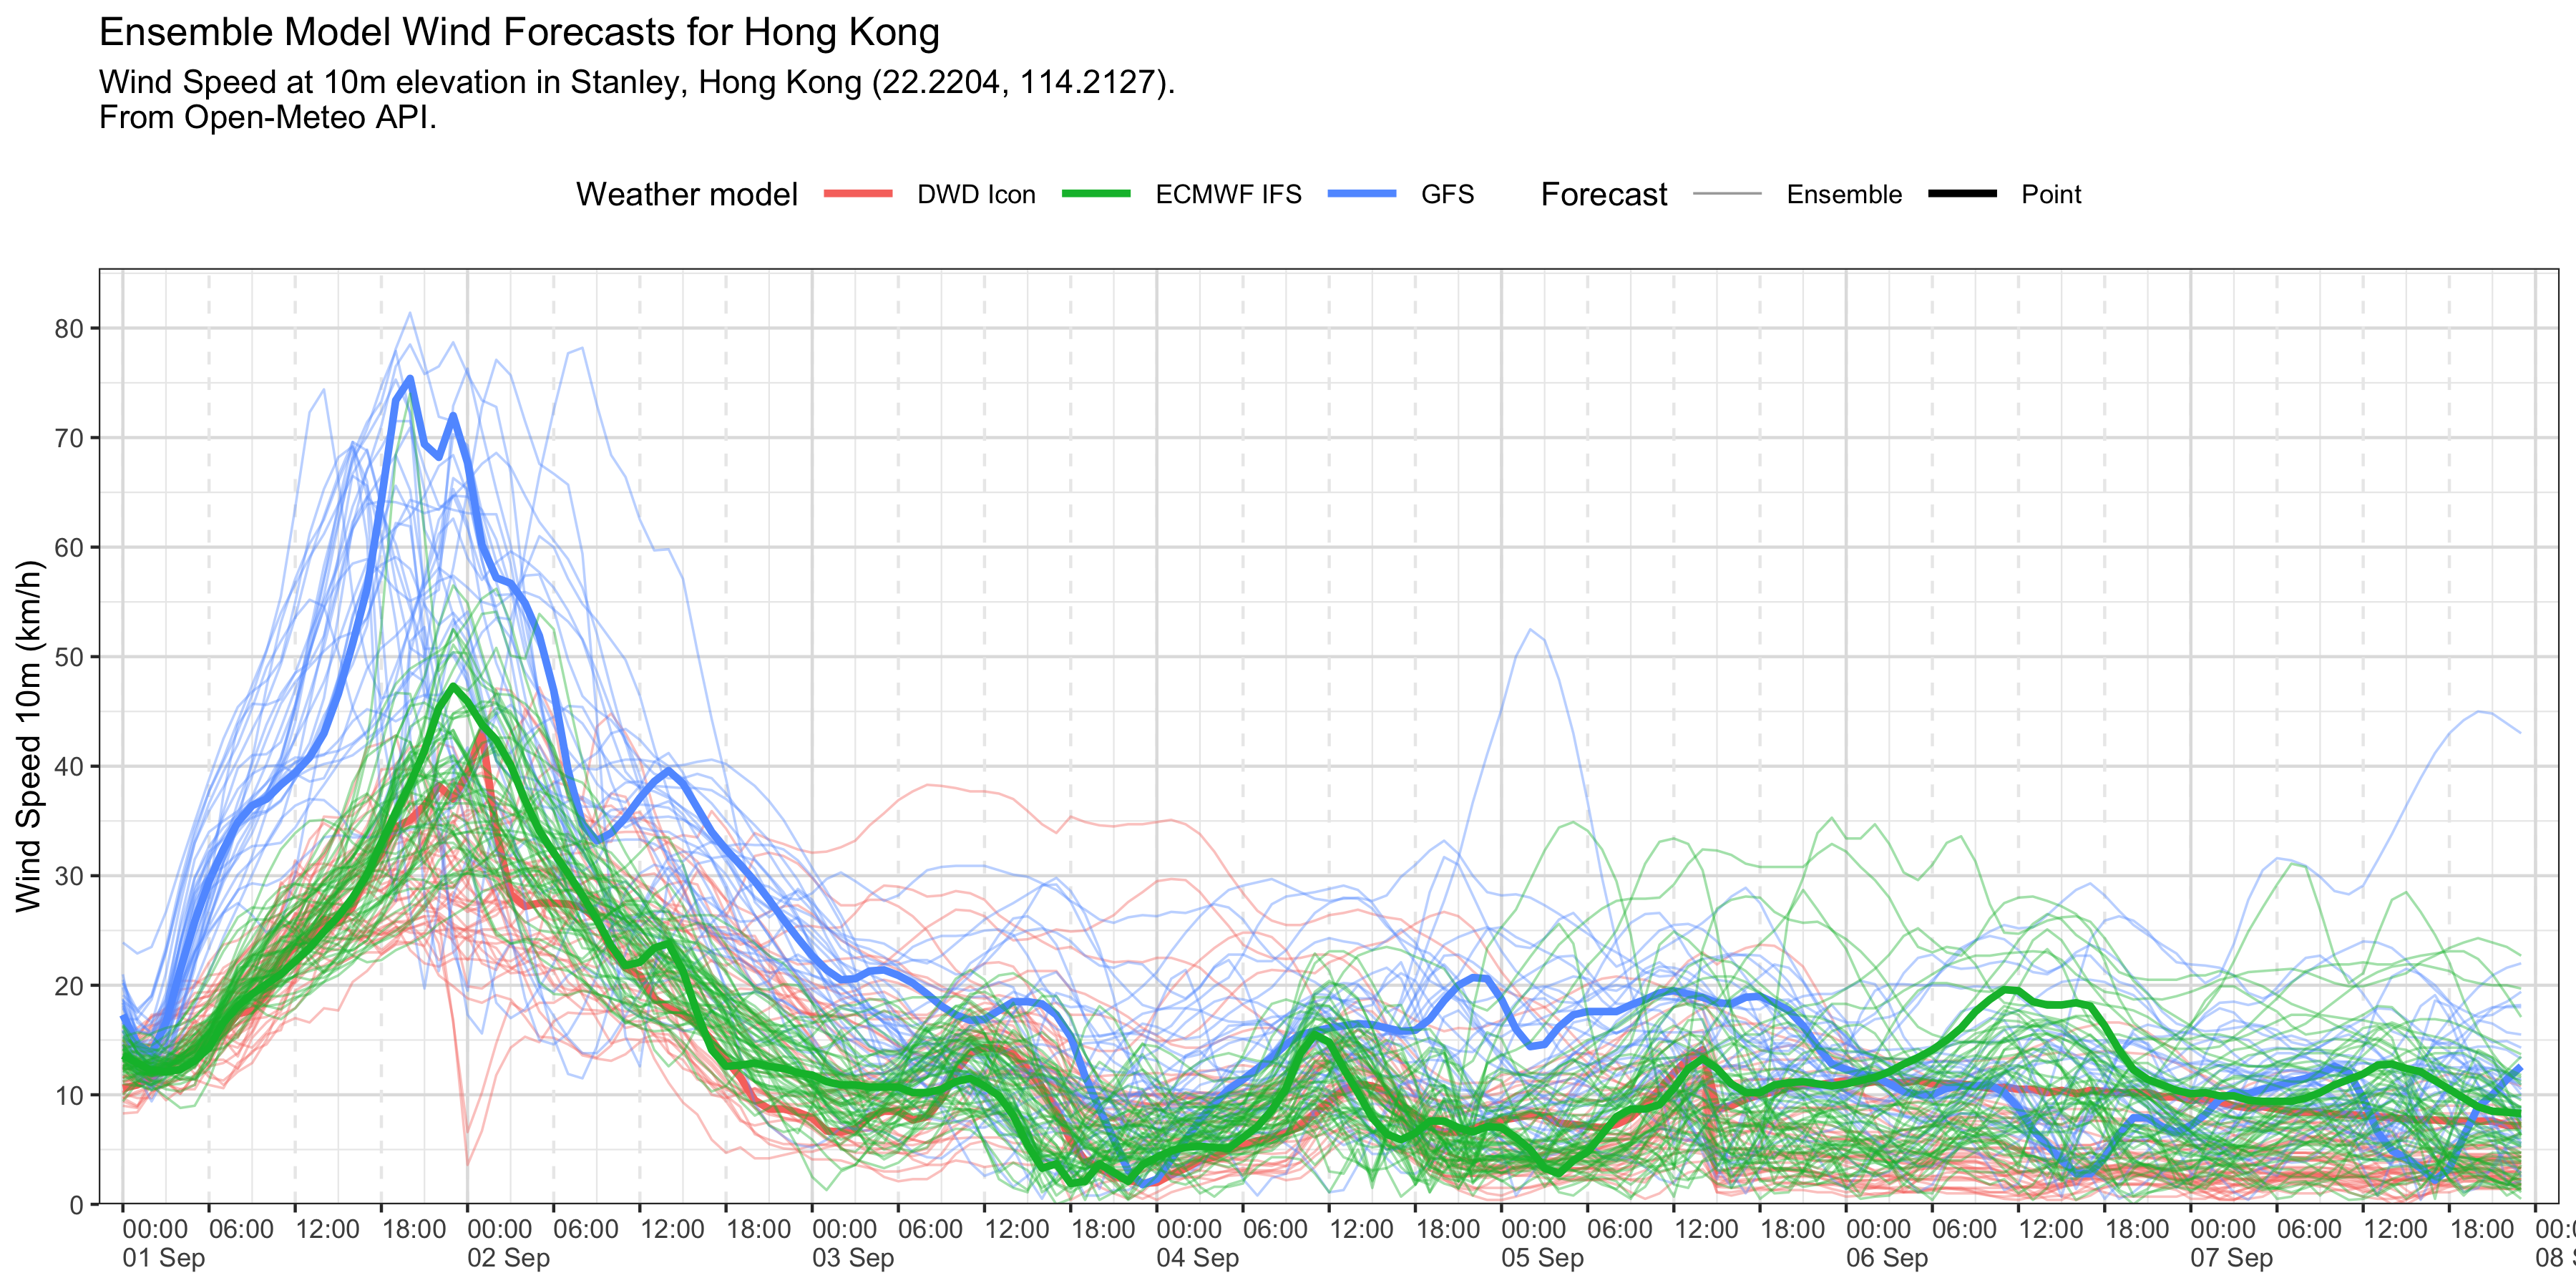 Ensemble Model Wind Forecasts for Hong Kong
Wind Speed at 10m elevation in Stanley, Hong Kong (22.2204, 114.2127).
From Open-Meteo API.
Weather model DWD Icon ECMWF IFS GFS Forecast Ensemble Point
Wind Speed 10m (km/h)
80
70
60
50
40
30
20
10
0
00:00 06:00 12:00 18:00 00:00 06:00 12:00 18:00 00:00 06:00 12:00 18:00 00:00 06:00 12:00 18:00 00:00 06:00 12:00 18:00 00:00 06:00 12:00 18:00 00:00 06:00 12:00 18:00
01 Sep 02 Sep 03 Sep 04 Sep 05 Sep 06 Sep 07 Sep 08